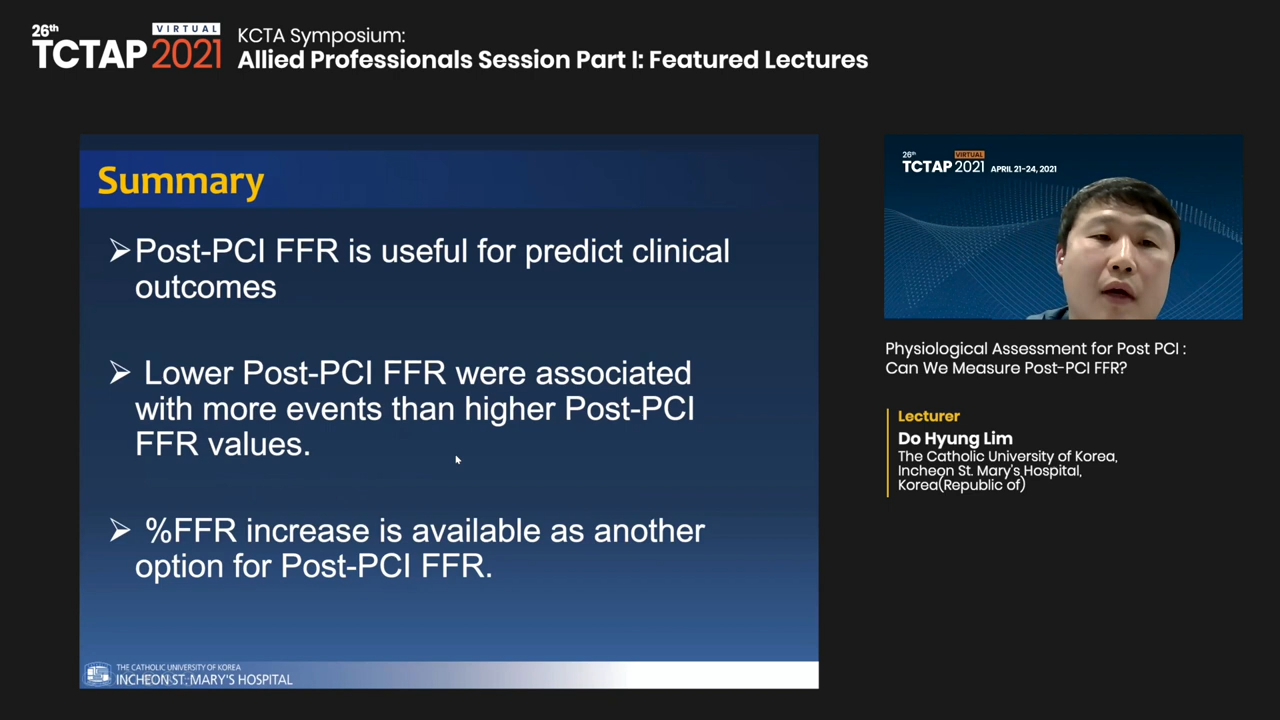 26th
TCTAP
VIRTUAL
2021
KCTA Symposium:
Allied Professionals Session Part I: Featured Lectures
Summary
➢Post-PCI FFR is useful for predict clinical
outcomes
➢ Lower Post-PCI FFR were associated
with more events than higher Post-PCI
FFR values.
➢ %FFR increase is available as another
option for Post-PCI FFR.
THE CATHOLIC UNIVERSITY OF KOREA
INCHEON ST. MARY'S HOSPITAL
26th
TCTAP
VIRTUAL
2021
APRIL 21-24, 2021
Physiological Assessment for Post PCI :
Can We Measure Post-PCI FFR?
Lecturer
Do Hyung Lim
The Catholic University of Korea,
Incheon St. Mary's Hospital,
Korea(Republic of)